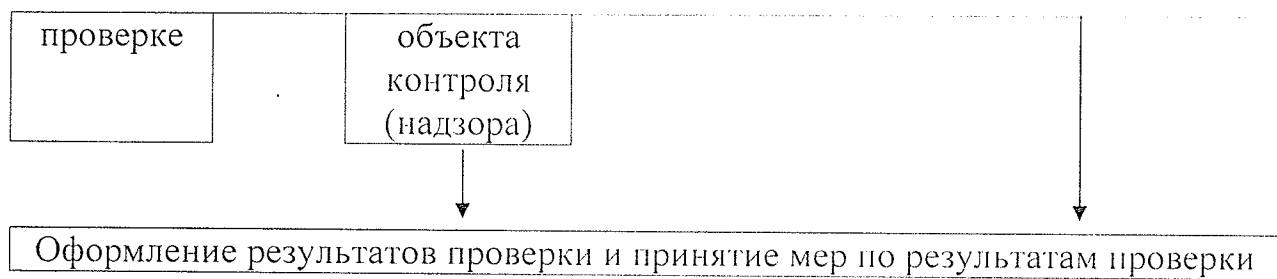 проверке
объекта
контроля
(надзора)
Оформление результатов проверки и принятие мер по результатам проверки